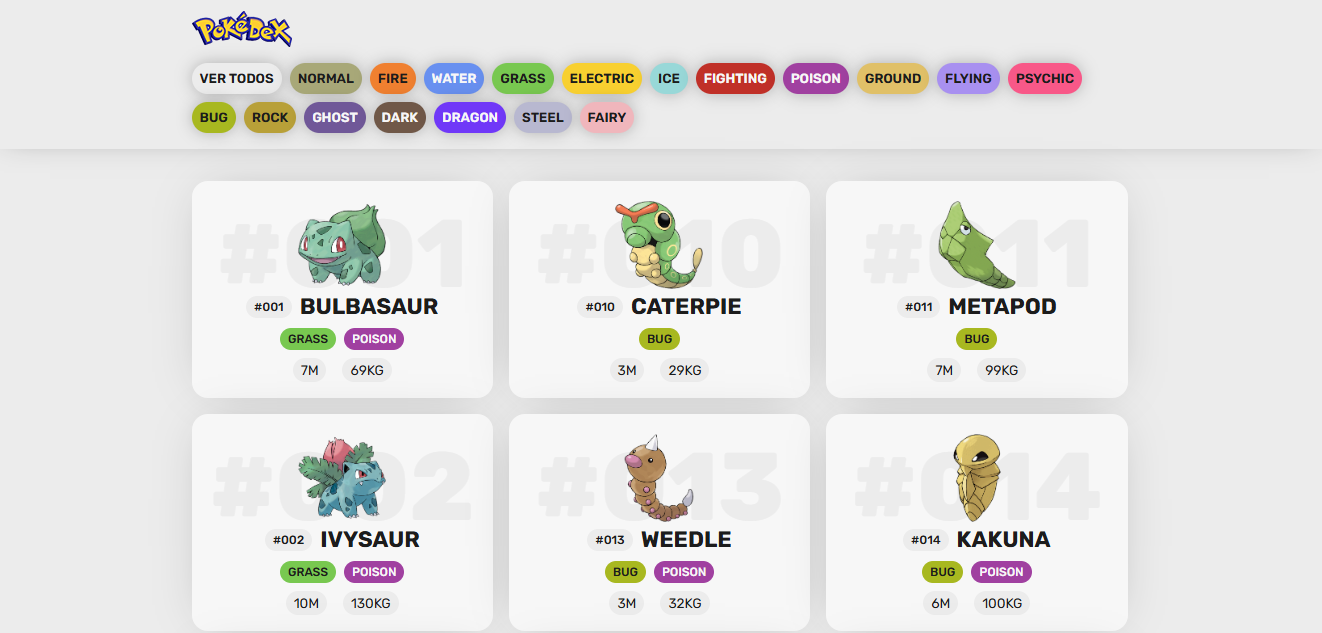 PokéDex
VER TODOS NORMAL FIRE WATER GRASS ELECTRIC ICE FIGHTING POISON GROUND FLYING PSYCHIC
BUG ROCK GHOST DARK DRAGON STEEL FAIRY
#001
#001 BULBASAUR
GRASS POISON
7M 69KG
#010
#010 CATERPIE
BUG
3M 29KG
#011
#011 METAPOD
BUG
7M 99KG
#002
#002 IVYSAUR
GRASS POISON
10M 130KG
#013
#013 WEEDLE
BUG POISON
3M 32KG
#014
#014 KAKUNA
BUG POISON
6M 100KG